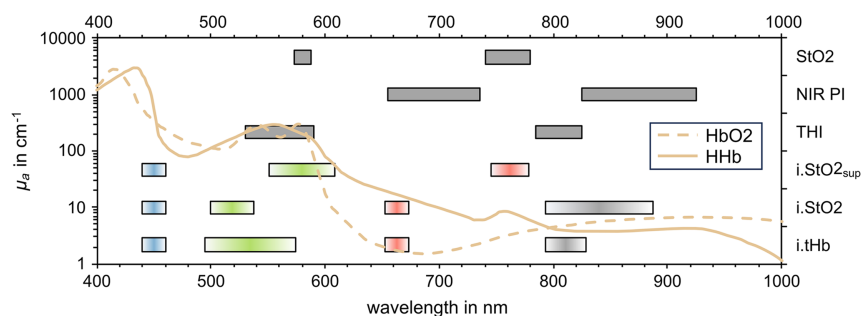 400 500 600 700 800 900 1000
10000
1000
100
10
1
μa in cm-1
StO2
NIR PI
THI
i.StO2sup
i.StO2
i.tHb
HbO2
HHb
400 500 600 700 800 900 1000
wavelength in nm